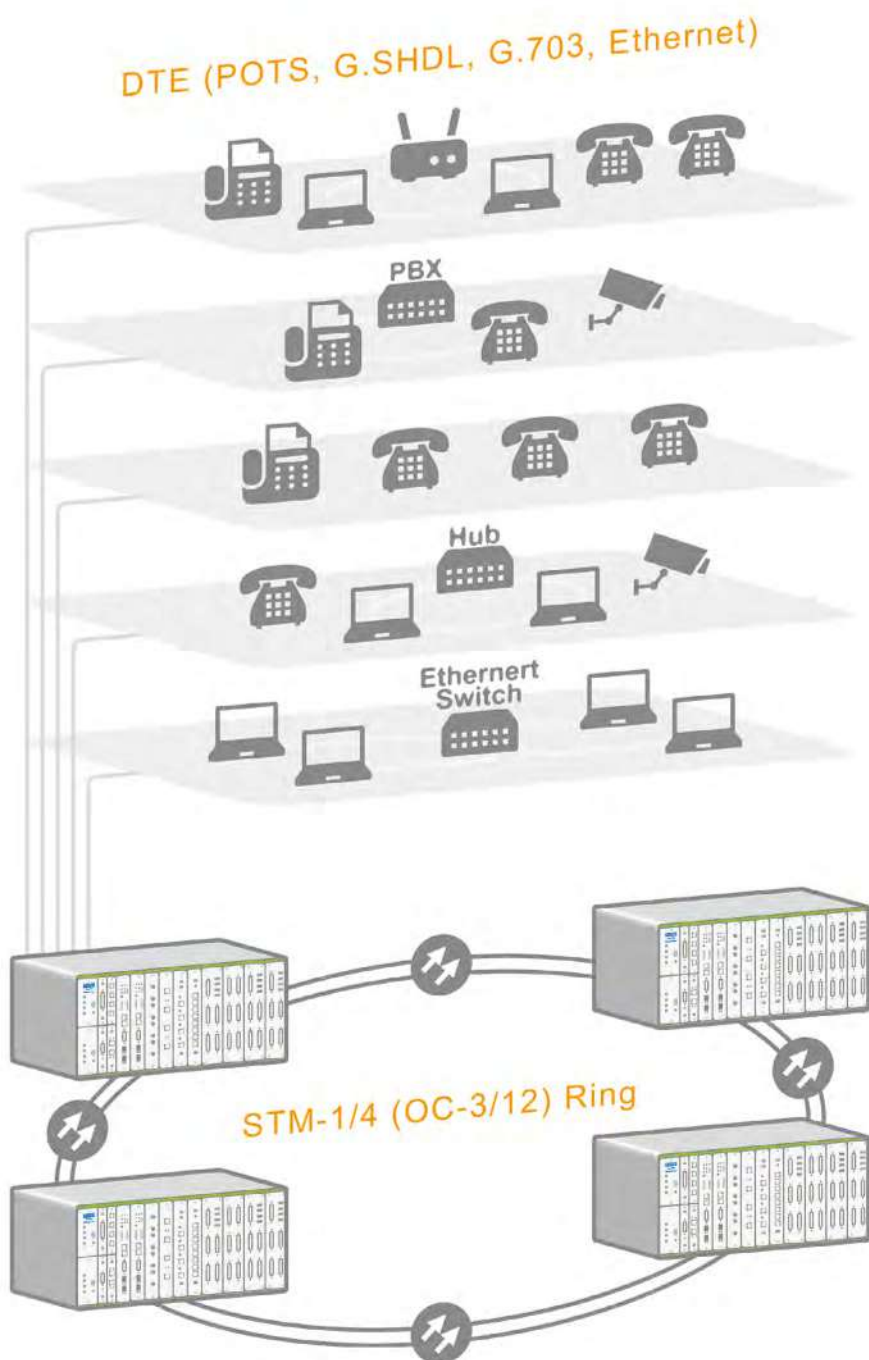 DTE (POTS, G.SHDL, G.703, Ethernet)
PBX
Hub
Ethernert
Switch
STM-1/4 (OC-3/12) Ring